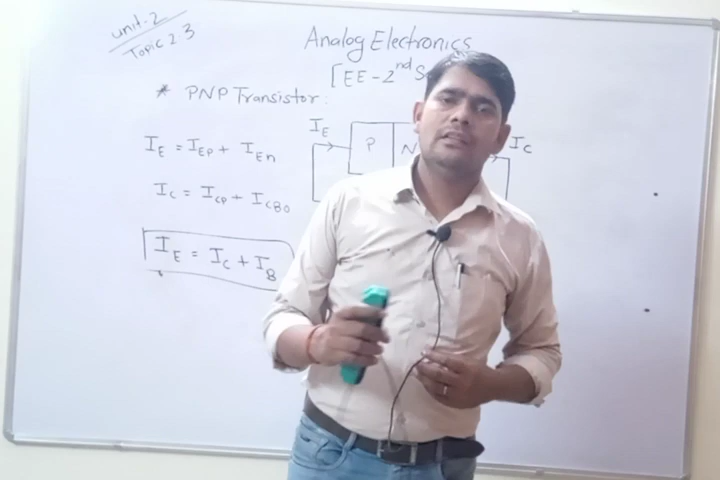 unit-2
Topic 2.3
Analog Electronics
[EE-2nd S
* PNP Transistor:
I_E = I_Ep + I_En
I_C = I_Cp + I_CBO
I_E = I_C + I_B
I_E
P
N
I_C